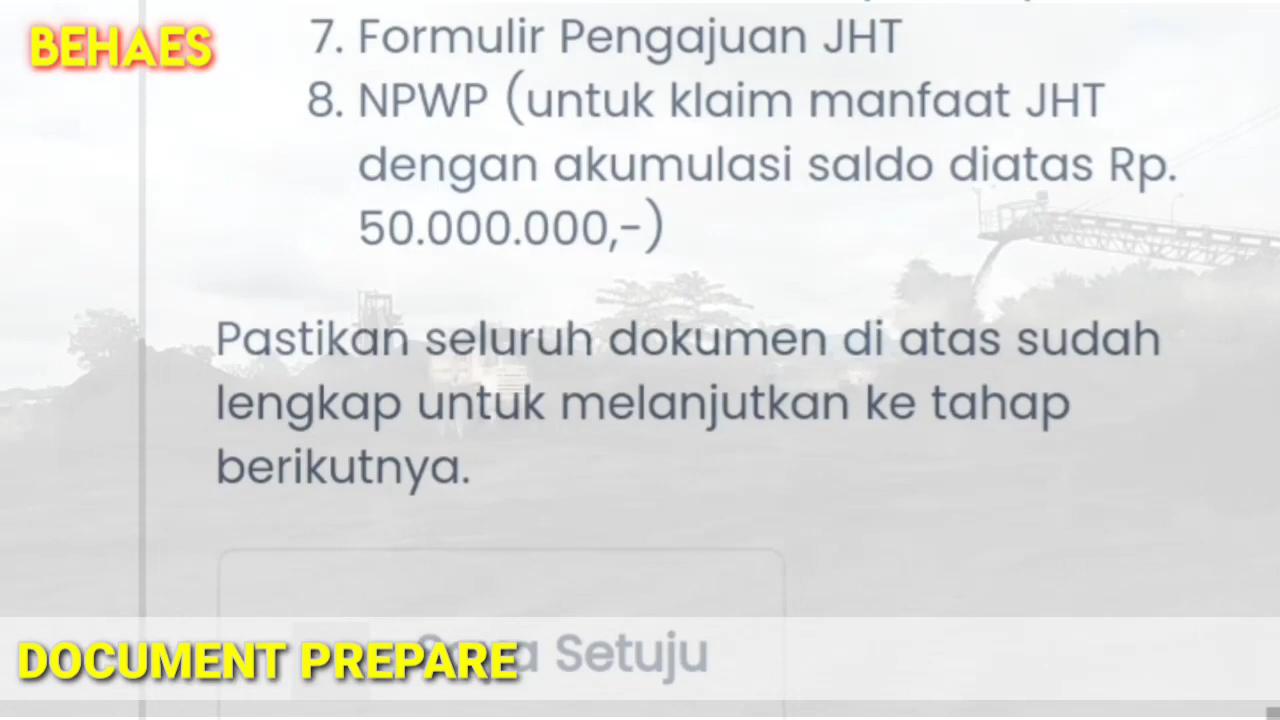 BEHAES
7. Formulir Pengajuan JHT
8. NPWP (untuk klaim manfaat JHT
dengan akumulasi saldo diatas Rp.
50.000.000,-)
Pastikan seluruh dokumen di atas sudah
lengkap untuk melanjutkan ke tahap
berikutnya.
Saya Setuju
DOCUMENT PREPARE